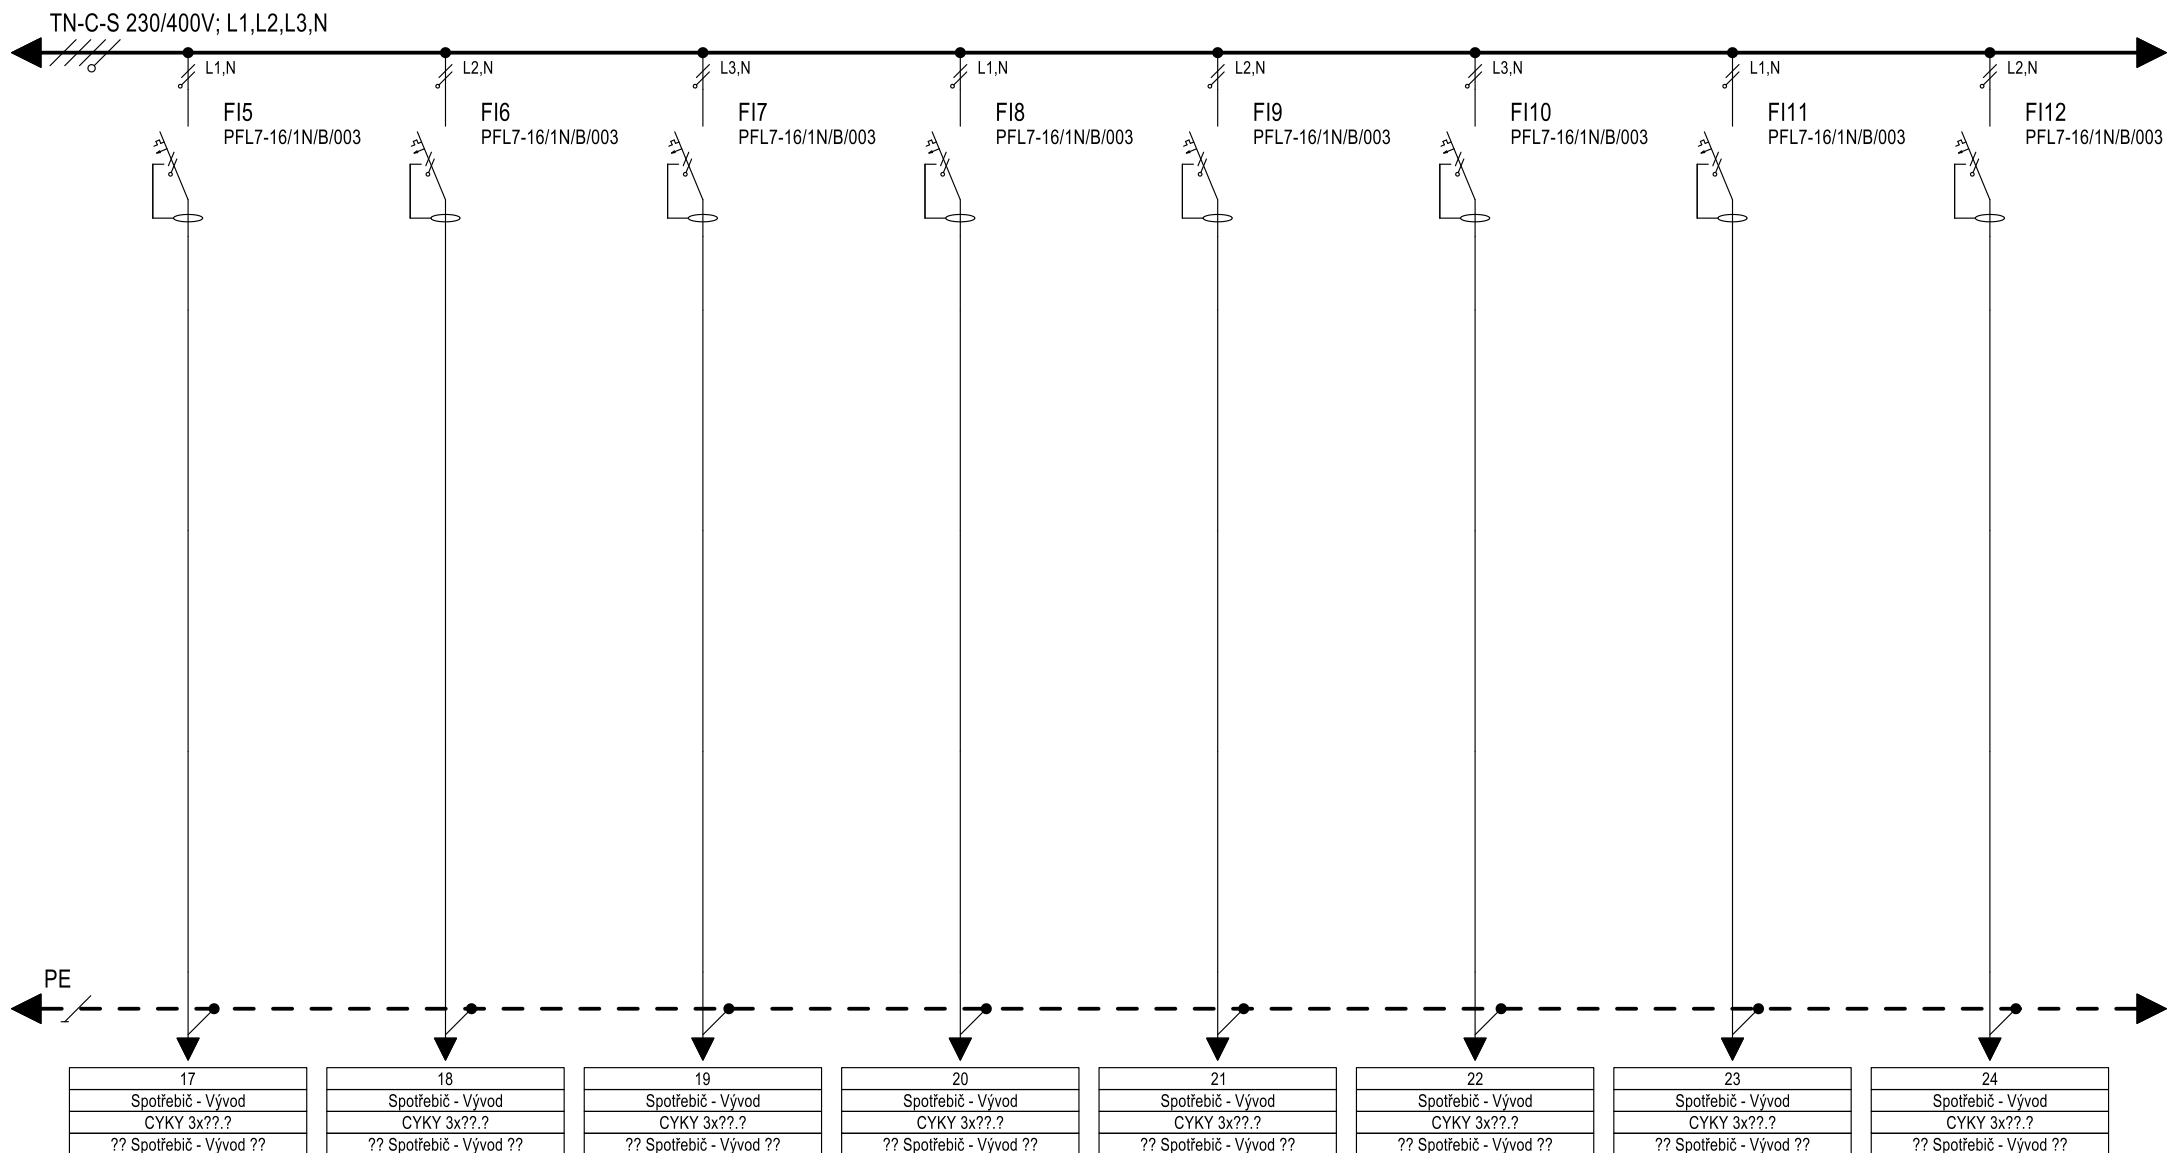 TN-C-S 230/400V; L1,L2,L3,N
L1,N
L2,N
L3,N
L1,N
L2,N
L3,N
L1,N
L2,N
FI5
PFL7-16/1N/B/003
FI6
PFL7-16/1N/B/003
FI7
PFL7-16/1N/B/003
FI8
PFL7-16/1N/B/003
FI9
PFL7-16/1N/B/003
FI10
PFL7-16/1N/B/003
FI11
PFL7-16/1N/B/003
FI12
PFL7-16/1N/B/003
PE
17
Spotřebič - Vývod
CYKY 3x??.?
?? Spotřebič - Vývod ??
18
Spotřebič - Vývod
CYKY 3x??.?
?? Spotřebič - Vývod ??
19
Spotřebič - Vývod
CYKY 3x??.?
?? Spotřebič - Vývod ??
20
Spotřebič - Vývod
CYKY 3x??.?
?? Spotřebič - Vývod ??
21
Spotřebič - Vývod
CYKY 3x??.?
?? Spotřebič - Vývod ??
22
Spotřebič - Vývod
CYKY 3x??.?
?? Spotřebič - Vývod ??
23
Spotřebič - Vývod
CYKY 3x??.?
?? Spotřebič - Vývod ??
24
Spotřebič - Vývod
CYKY 3x??.?
?? Spotřebič - Vývod ??